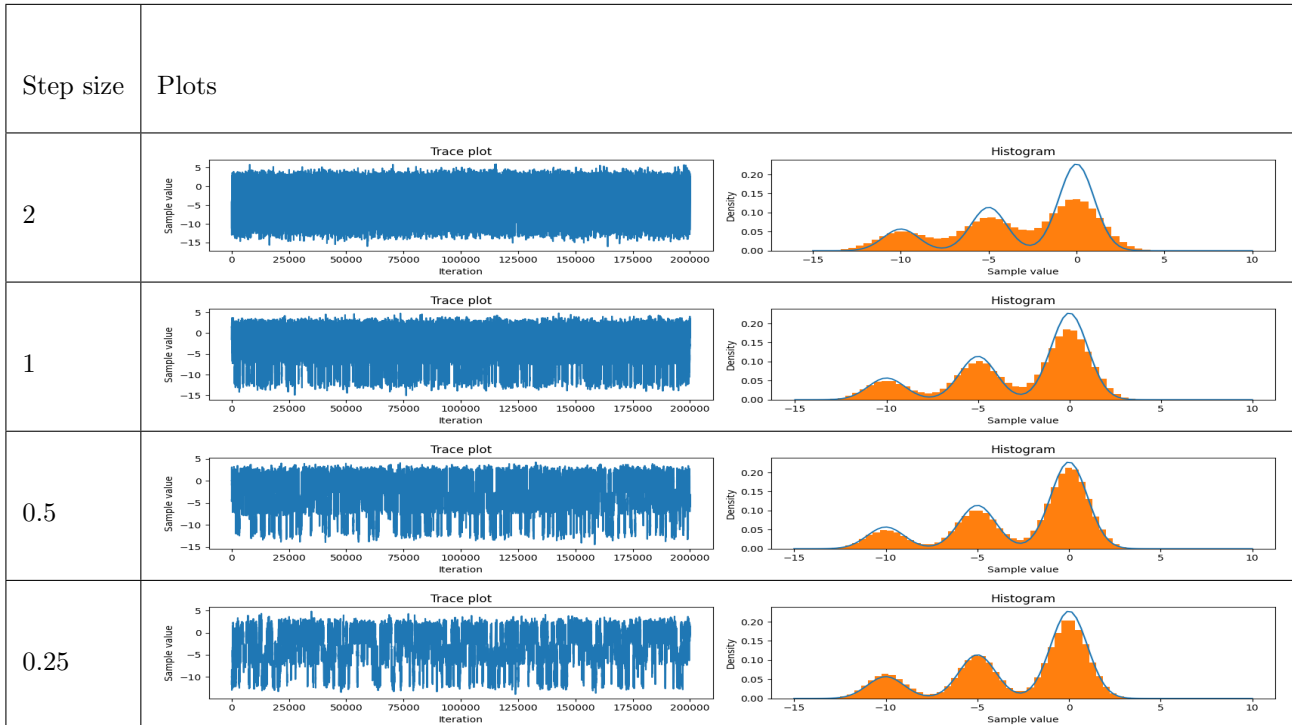 Step size Plots
2
Trace plot
Sample value
5
0
−5
−10
−15
0 25000 50000 75000 100000 125000 150000 175000 200000
Iteration
Histogram
Density
0.20
0.15
0.10
0.05
0.00
−15 −10 −5 0 5 10
Sample value
1
Trace plot
Sample value
5
0
−5
−10
−15
0 25000 50000 75000 100000 125000 150000 175000 200000
Iteration
Histogram
Density
0.20
0.15
0.10
0.05
0.00
−15 −10 −5 0 5 10
Sample value
0.5
Trace plot
Sample value
5
0
−5
−10
−15
0 25000 50000 75000 100000 125000 150000 175000 200000
Iteration
Histogram
Density
0.20
0.15
0.10
0.05
0.00
−15 −10 −5 0 5 10
Sample value
0.25
Trace plot
Sample value
5
0
−5
−10
0 25000 50000 75000 100000 125000 150000 175000 200000
Iteration
Histogram
Density
0.20
0.15
0.10
0.05
0.00
−15 −10 −5 0 5 10
Sample value